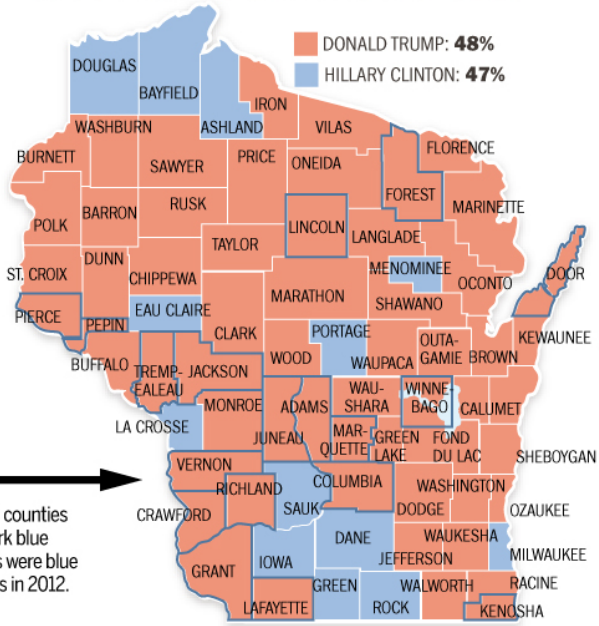 DONALD TRUMP: 48%
HILLARY CLINTON: 47%
DOUGLAS
BAYFIELD
ASHLAND
IRON
VILAS
WASHBURN
BURNETT
SAWYER
PRICE
ONEIDA
FLORENCE
FOREST
MARINETTE
POLK
BARRON
RUSK
LINCOLN
LANGLADE
TAYLOR
DUNN
ST. CROIX
CHIPPEWA
MENOMINEE
OCONTO
DOOR
MARATHON
SHAWANO
PIERCE
PEPIN
EAU CLAIRE
CLARK
PORTAGE
WOOD
WAUPACA
OUTA-
GAMIE
BROWN
KEWAUNEE
BUFFALO
TREMP-
EALEAU
JACKSON
MONROE
ADAMS
WAU-
SHARA
WINNE-
BAGO
CALUMET
LA CROSSE
JUNEAU
MAR-
QUETTE
GREEN
LAKE
FOND
DU LAC
SHEBOYGAN
VERNON
RICHLAND
COLUMBIA
WASHINGTON
CRAWFORD
SAUK
DODGE
OZAUKEE
counties
rk blue
s were blue
s in 2012.
DANE
WAUKESHA
JEFFERSON
MILWAUKEE
GRANT
IOWA
GREEN
WALWORTH
RACINE
LAFAYETTE
ROCK
KENOSHA